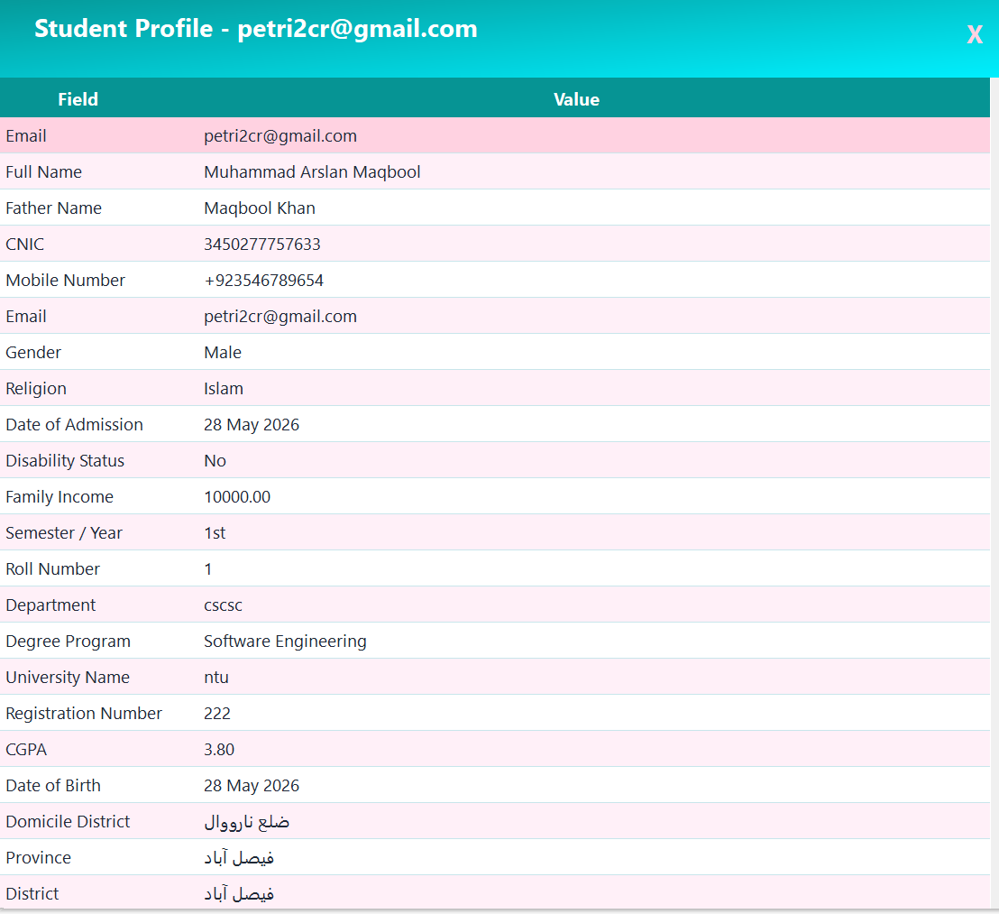 Student Profile - petri2cr@gmail.com
X
Field Value
Email petri2cr@gmail.com
Full Name Muhammad Arslan Maqbool
Father Name Maqbool Khan
CNIC 3450277757633
Mobile Number +923546789654
Email petri2cr@gmail.com
Gender Male
Religion Islam
Date of Admission 28 May 2026
Disability Status No
Family Income 10000.00
Semester / Year 1st
Roll Number 1
Department cscsc
Degree Program Software Engineering
University Name ntu
Registration Number 222
CGPA 3.80
Date of Birth 28 May 2026
Domicile District ضلع نارووال
Province فیصل آباد
District فیصل آباد